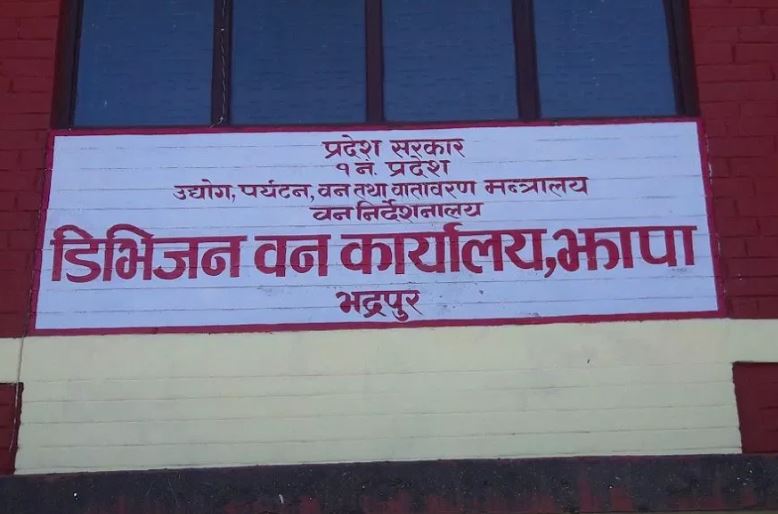 प्रदेश सरकार
१ नं. प्रदेश
उद्योग, पर्यटन, वन तथा वातावरण मन्त्रालय
वन निर्देशनालय
डिभिजन वन कार्यालय,झापा
भद्रपुर